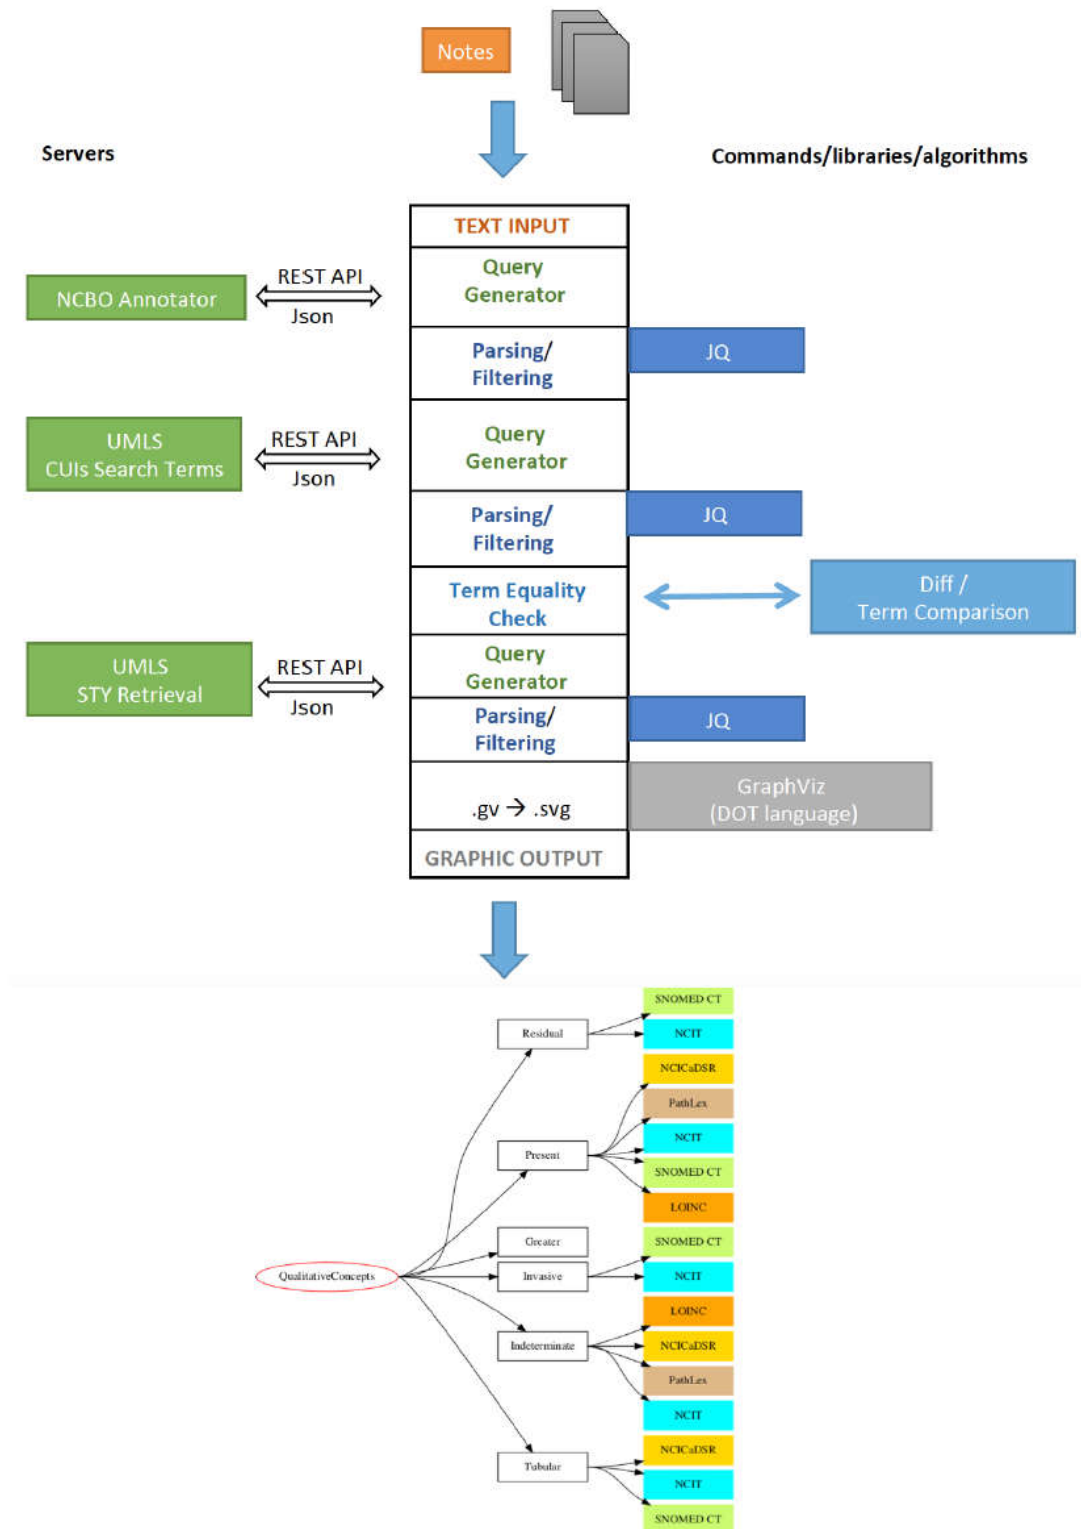 Notes
Servers
Commands/libraries/algorithms
TEXT INPUT
NCBO Annotator
REST API
Json
Query
Generator
Parsing/
Filtering
JQ
UMLS
CUIs Search Terms
REST API
Json
Query
Generator
Parsing/
Filtering
JQ
Term Equality
Check
Diff /
Term Comparison
UMLS
STY Retrieval
REST API
Json
Query
Generator
Parsing/
Filtering
JQ
.gv → .svg
GraphViz
(DOT language)
GRAPHIC OUTPUT
QualitativeConcepts
Residual
SNOMED CT
NCIT
Present
NCICaDSR
PathLex
NCIT
SNOMED CT
LOINC
Greater
Invasive
SNOMED CT
NCIT
Indeterminate
LOINC
NCICaDSR
PathLex
NCIT
Tubular
NCICaDSR
NCIT
SNOMED CT